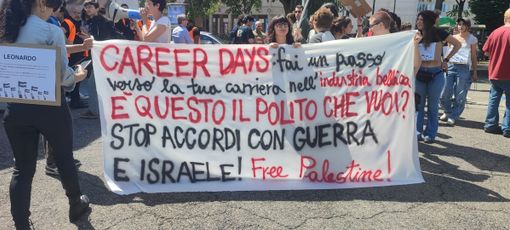 LEONARDO
CAREER DAYS: fai un passo
verso la tua carriera nell'industria bellica
È QUESTO IL POLITO CHE VUOI?
STOP ACCORDI CON GUERRA
E ISRAELE! Free Palestine!